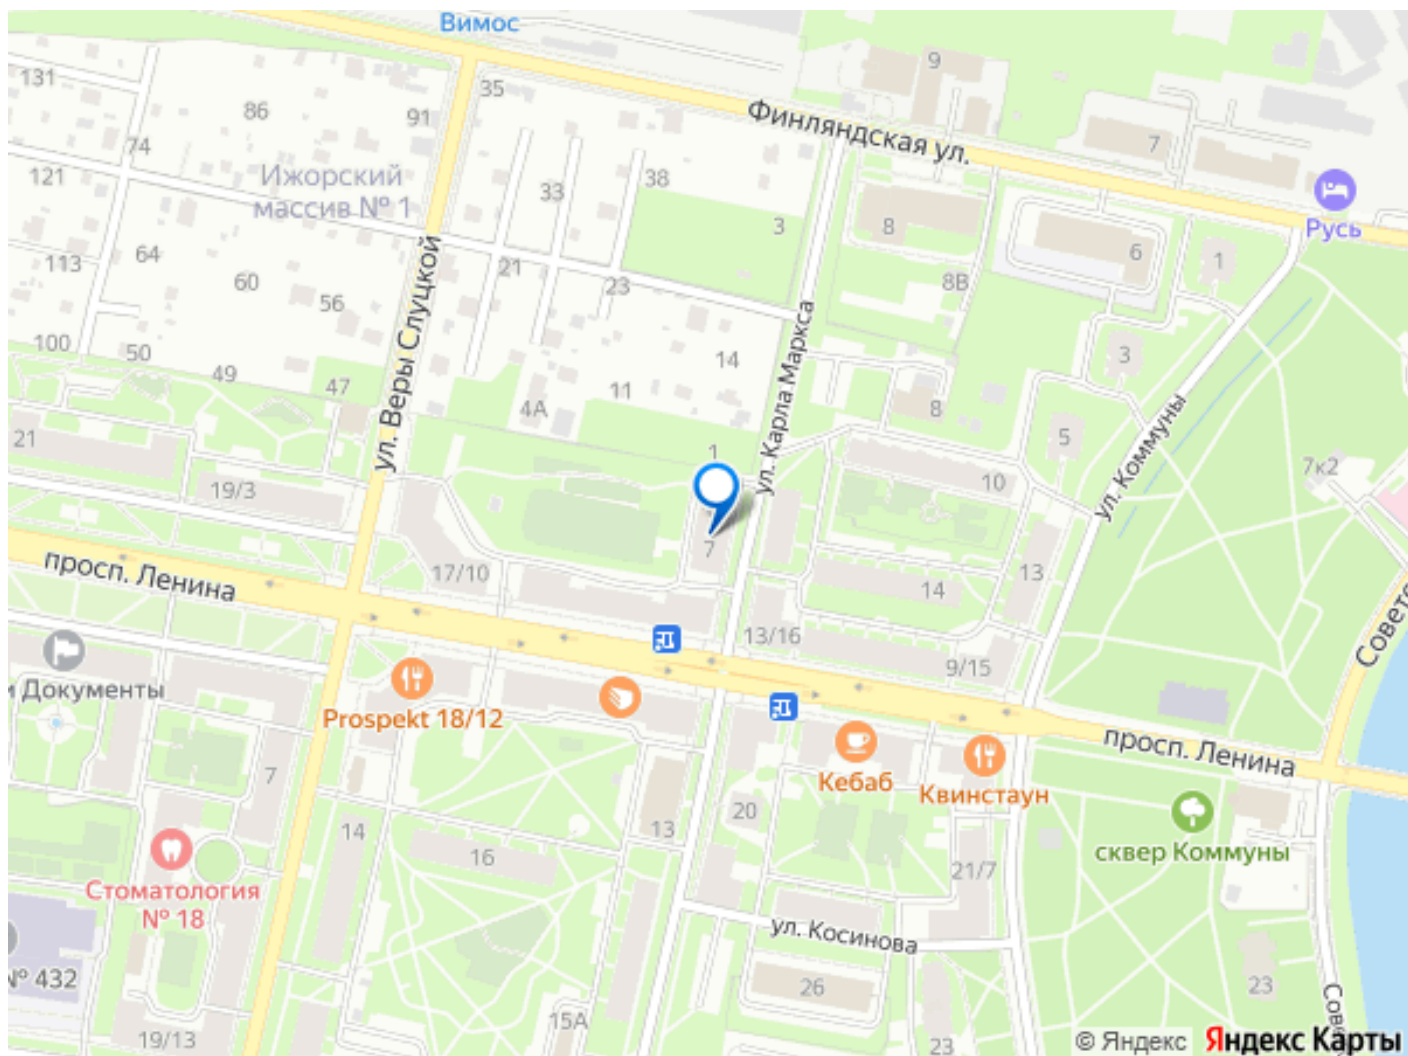 Вимос
131
86
91
35
9
Финляндская ул.
7
74
Ижорский
массив № 1
121
33
38
Русь
3
8
6
1
64
113
60
56
21
23
8В
100
50
49
47
ул. Веры Слуцкой
14
ул. Карла Маркса
3
11
4А
8
ул. Коммуны
21
5
1
19/3
10
7к2
17/10
7
14
13
просп. Ленина
13/16
9/15
и Документы
Prospekt 18/12
Советс
Кебаб
Квинстаун
просп. Ленина
7
14
16
13
20
сквер Коммуны
21/7
Стоматология
№ 18
ул. Косинова
№ 432
26
23
Сове
15А
19/13
23
© Яндекс Яндекс Карты